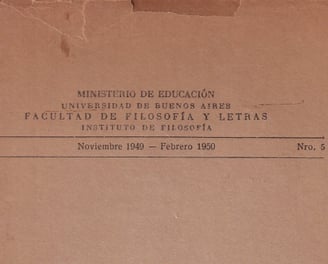 MINISTERIO DE EDUCACIÓN
UNIVERSIDAD DE BUENOS AIRES
FACULTAD DE FILOSOFÍA Y LETRAS
INSTITUTO DE FILOSOFÍA
Noviembre 1949 — Febrero 1950 Nro. 5